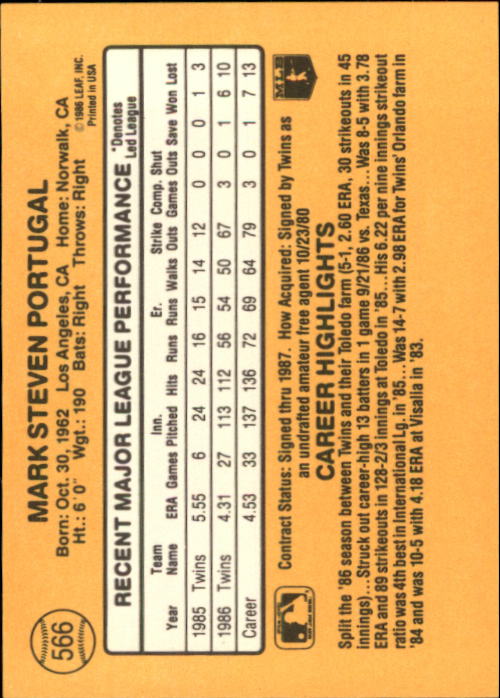 566
MARK STEVEN PORTUGAL
Born: Oct. 30, 1962 Los Angeles, CA Home: Norwalk, CA
Ht.: 6' 0" Wgt.: 190 Bats: Right Throws: Right
© 1986 LEAF, INC.
Printed in USA
RECENT MAJOR LEAGUE PERFORMANCE
*Denotes
Led League
Team Inn. Er. Strike Comp. Shut
Year Name ERA Games Pitched Hits Runs Runs Walks Outs Games Outs Save Won Lost
1985 Twins 5.55 6 24 24 16 15 14 12 0 0 0 1 3
1986 Twins 4.31 27 113 112 56 54 50 67 3 0 1 6 10
Career 4.53 33 137 136 72 69 64 79 3 0 1 7 13
Contract Status: Signed thru 1987. How Acquired: Signed by Twins as
an undrafted amateur free agent 10/23/80
MLB
CAREER HIGHLIGHTS
Split the '86 season between Twins and their Toledo farm (5-1, 2.60 ERA, 30 strikeouts in 45
innings)...Struck out career-high 13 batters in 1 game 9/21/86 vs. Texas...Was 8-5 with 3.78
ERA and 89 strikeouts in 128-2/3 innings at Toledo in '85...His 6.22 per nine innings strikeout
ratio was 4th best in International Lg. in '85...Was 14-7 with 2.98 ERA for Twins' Orlando farm in
'84 and was 10-5 with 4.18 ERA at Visalia in '83.